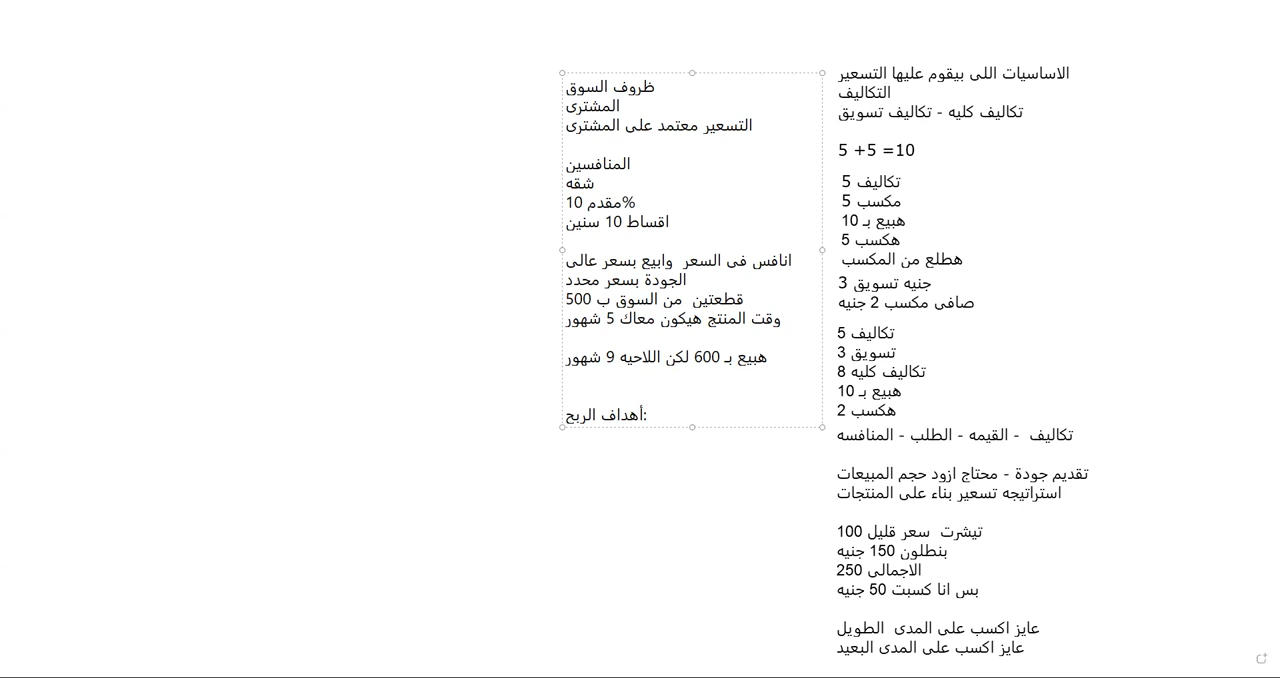 الاساسيات اللى بيقوم عليها التسعير
التكاليف
تكاليف كليه - تكاليف تسويق
5 +5 =10
تكاليف 5
مكسب 5
هبيع بـ 10
هكسب 5
هطلع من المكسب
جنيه تسويق 3
صافى مكسب 2 جنيه
تكاليف 5
تسويق 3
تكاليف كليه 8
هبيع بـ 10
هكسب 2
تكاليف - القيمه - الطلب - المنافسه
تقديم جودة - محتاج ازود حجم المبيعات
استراتيجه تسعير بناء على المنتجات
تيشرت سعر قليل 100
بنطلون 150 جنيه
الاجمالى 250
بس انا كسبت 50 جنيه
عايز اكسب على المدى الطويل
عايز اكسب على المدى البعيد
ظروف السوق
المشترى
التسعير معتمد على المشترى
المنافسين
شقه
مقدم 10%
اقساط 10 سنين
انافس فى السعر وابيع بسعر عالى
الجودة بسعر محدد
قطعتين من السوق ب 500
وقت المنتج هيكون معاك 5 شهور
هبيع بـ 600 لكن اللاحيه 9 شهور
أهداف الربح: